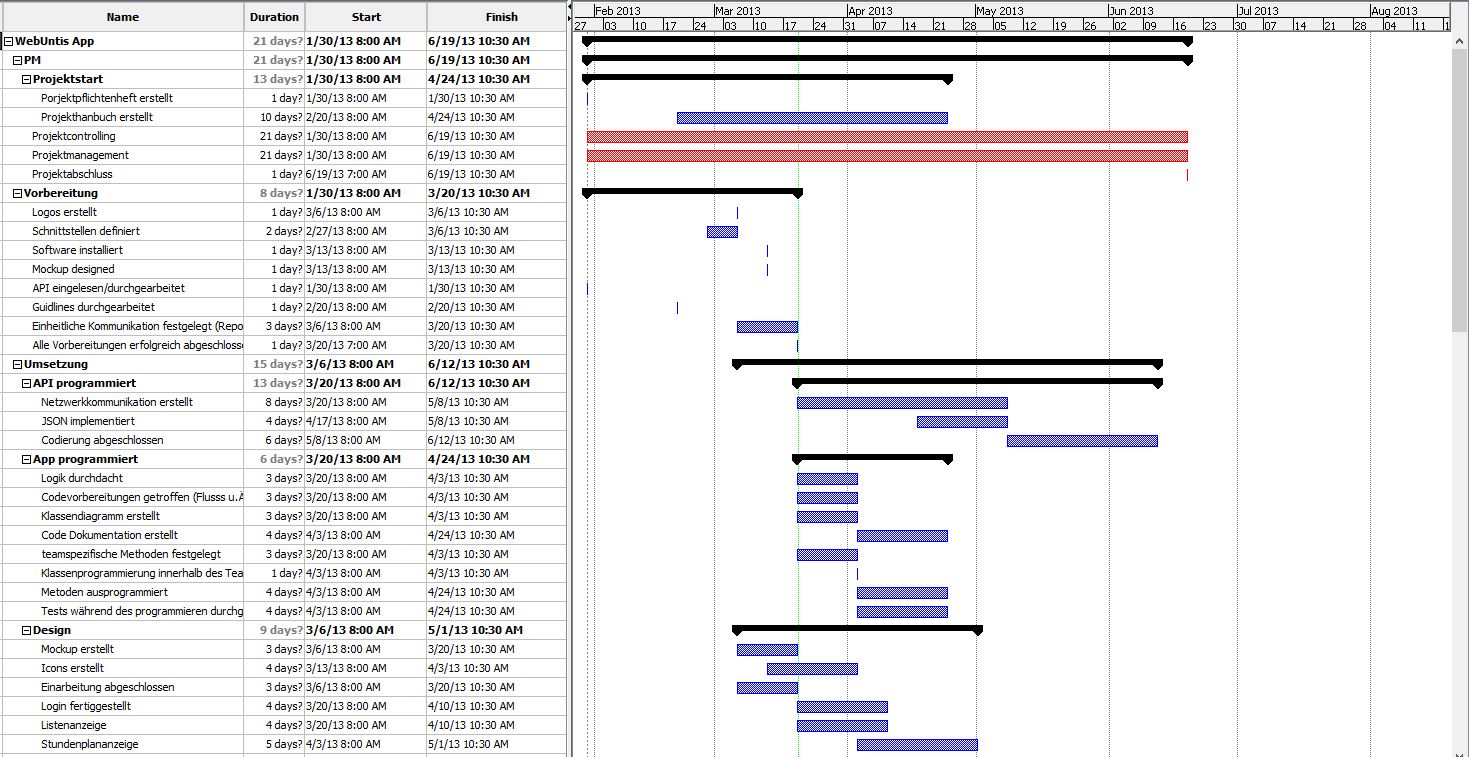 Name Duration Start Finish
Feb 2013 Mar 2013 Apr 2013 May 2013 Jun 2013 Jul 2013 Aug 2013
27 03 10 17 24 03 10 17 24 31 07 14 21 28 05 12 19 26 02 09 16 23 30 07 14 21 28 04 11 1
WebUntis App 21 days? 1/30/13 8:00 AM 6/19/13 10:30 AM
PM 21 days? 1/30/13 8:00 AM 6/19/13 10:30 AM
Projektstart 13 days? 1/30/13 8:00 AM 4/24/13 10:30 AM
Porjektpflichtenheft erstellt 1 day? 1/30/13 8:00 AM 1/30/13 10:30 AM
Projekthanbuch erstellt 10 days? 2/20/13 8:00 AM 4/24/13 10:30 AM
Projektcontrolling 21 days? 1/30/13 8:00 AM 6/19/13 10:30 AM
Projektmanagement 21 days? 1/30/13 8:00 AM 6/19/13 10:30 AM
Projektabschluss 1 day? 6/19/13 7:00 AM 6/19/13 10:30 AM
Vorbereitung 8 days? 1/30/13 8:00 AM 3/20/13 10:30 AM
Logos erstellt 1 day? 3/6/13 8:00 AM 3/6/13 10:30 AM
Schnittstellen definiert 2 days? 2/27/13 8:00 AM 3/6/13 10:30 AM
Software installiert 1 day? 3/13/13 8:00 AM 3/13/13 10:30 AM
Mockup designed 1 day? 3/13/13 8:00 AM 3/13/13 10:30 AM
API eingelesen/durchgearbeitet 1 day? 1/30/13 8:00 AM 1/30/13 10:30 AM
Guidlines durchgearbeitet 1 day? 2/20/13 8:00 AM 2/20/13 10:30 AM
Einheitliche Kommunikation festgelegt (Repo 3 days? 3/6/13 8:00 AM 3/20/13 10:30 AM
Alle Vorbereitungen erfolgreich abgeschloss 1 day? 3/20/13 7:00 AM 3/20/13 10:30 AM
Umsetzung 15 days? 3/6/13 8:00 AM 6/12/13 10:30 AM
API programmiert 13 days? 3/20/13 8:00 AM 6/12/13 10:30 AM
Netzwerkkommunikation erstellt 8 days? 3/20/13 8:00 AM 5/8/13 10:30 AM
JSON implementiert 4 days? 4/17/13 8:00 AM 5/8/13 10:30 AM
Codierung abgeschlossen 6 days? 5/8/13 8:00 AM 6/12/13 10:30 AM
App programmiert 6 days? 3/20/13 8:00 AM 4/24/13 10:30 AM
Logik durchdacht 3 days? 3/20/13 8:00 AM 4/3/13 10:30 AM
Codevorbereitungen getroffen (Flusss u.A 3 days? 3/20/13 8:00 AM 4/3/13 10:30 AM
Klassendiagramm erstellt 3 days? 3/20/13 8:00 AM 4/3/13 10:30 AM
Code Dokumentation erstellt 4 days? 4/3/13 8:00 AM 4/24/13 10:30 AM
teamspezifische Methoden festgelegt 3 days? 3/20/13 8:00 AM 4/3/13 10:30 AM
Klassenprogrammierung innerhalb des Tea 1 day? 4/3/13 8:00 AM 4/3/13 10:30 AM
Metoden ausprogrammiert 4 days? 4/3/13 8:00 AM 4/24/13 10:30 AM
Tests während des programmieren durchg 4 days? 4/3/13 8:00 AM 4/24/13 10:30 AM
Design 9 days? 3/6/13 8:00 AM 5/1/13 10:30 AM
Mockup erstellt 3 days? 3/6/13 8:00 AM 3/20/13 10:30 AM
Icons erstellt 4 days? 3/13/13 8:00 AM 4/3/13 10:30 AM
Einarbeitung abgeschlossen 3 days? 3/6/13 8:00 AM 3/20/13 10:30 AM
Login fertiggestellt 4 days? 3/20/13 8:00 AM 4/10/13 10:30 AM
Listenanzeige 4 days? 3/20/13 8:00 AM 4/10/13 10:30 AM
Stundenplananzeige 5 days? 4/3/13 8:00 AM 5/1/13 10:30 AM